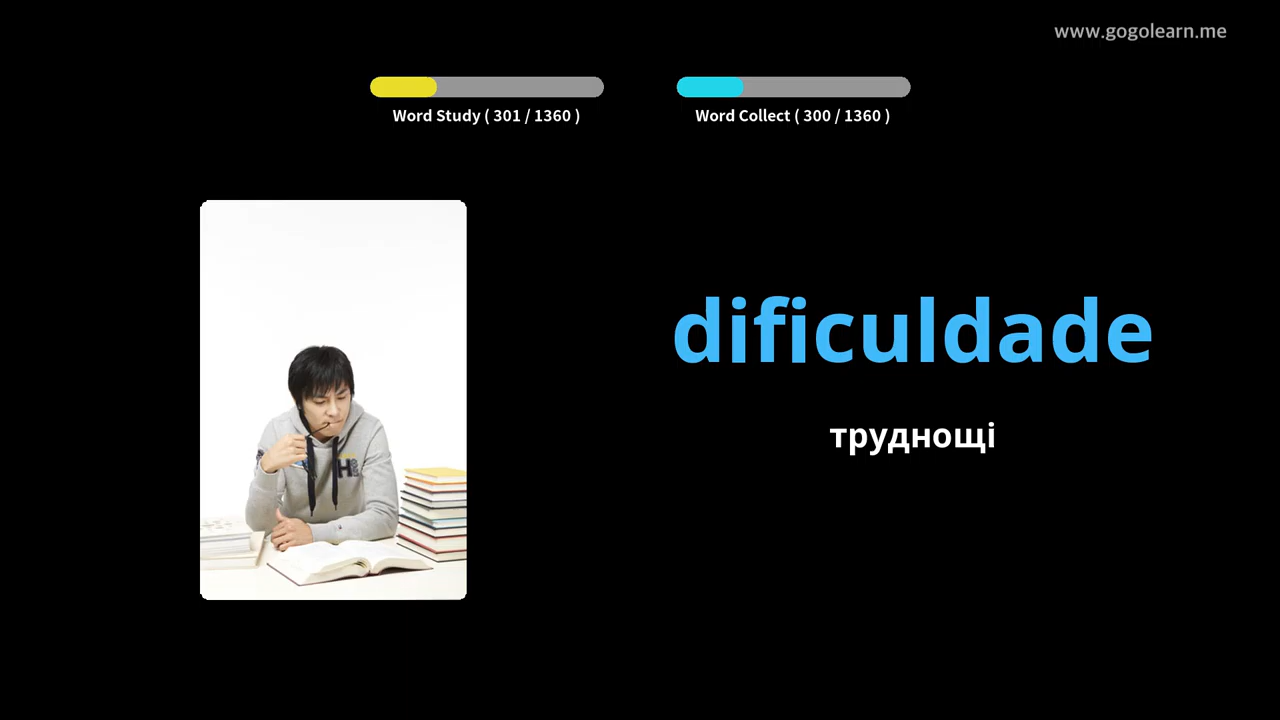 www.gogolearn.me
Word Study ( 301 / 1360 )
Word Collect ( 300 / 1360 )
dificuldade
труднощі
H